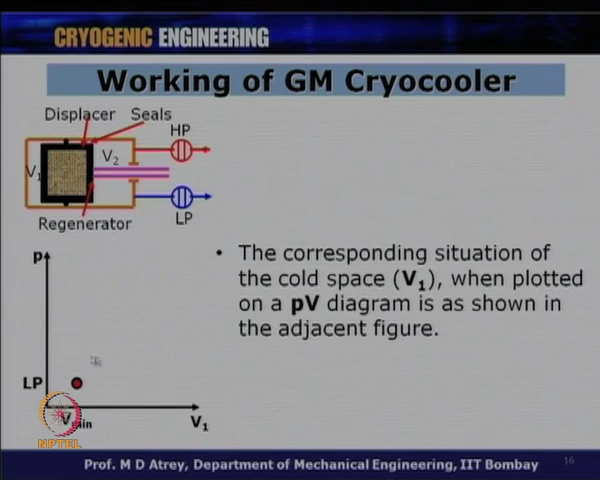 CRYOGENIC ENGINEERING
Working of GM Cryocooler
Displacer Seals
HP
V1
V2
LP
Regenerator
p
• The corresponding situation of
the cold space (V1), when plotted
on a pV diagram is as shown in
the adjacent figure.
LP
V1
NPTEL
Prof. M D Atrey, Department of Mechanical Engineering, IIT Bombay
16